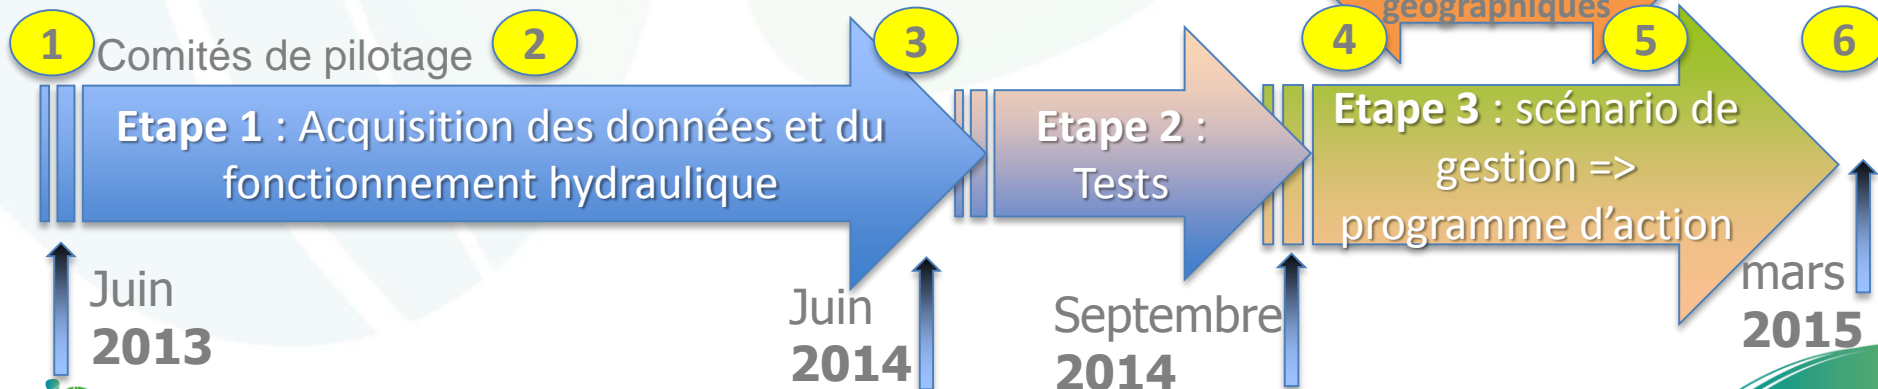 géographiques
1
Comités de pilotage
2
3
4
5
6
Etape 1 : Acquisition des données et du
fonctionnement hydraulique
Etape 2 :
Tests
Etape 3 : scénario de
gestion =>
programme d’action
Juin
2013
Juin
2014
Septembre
2014
mars
2015